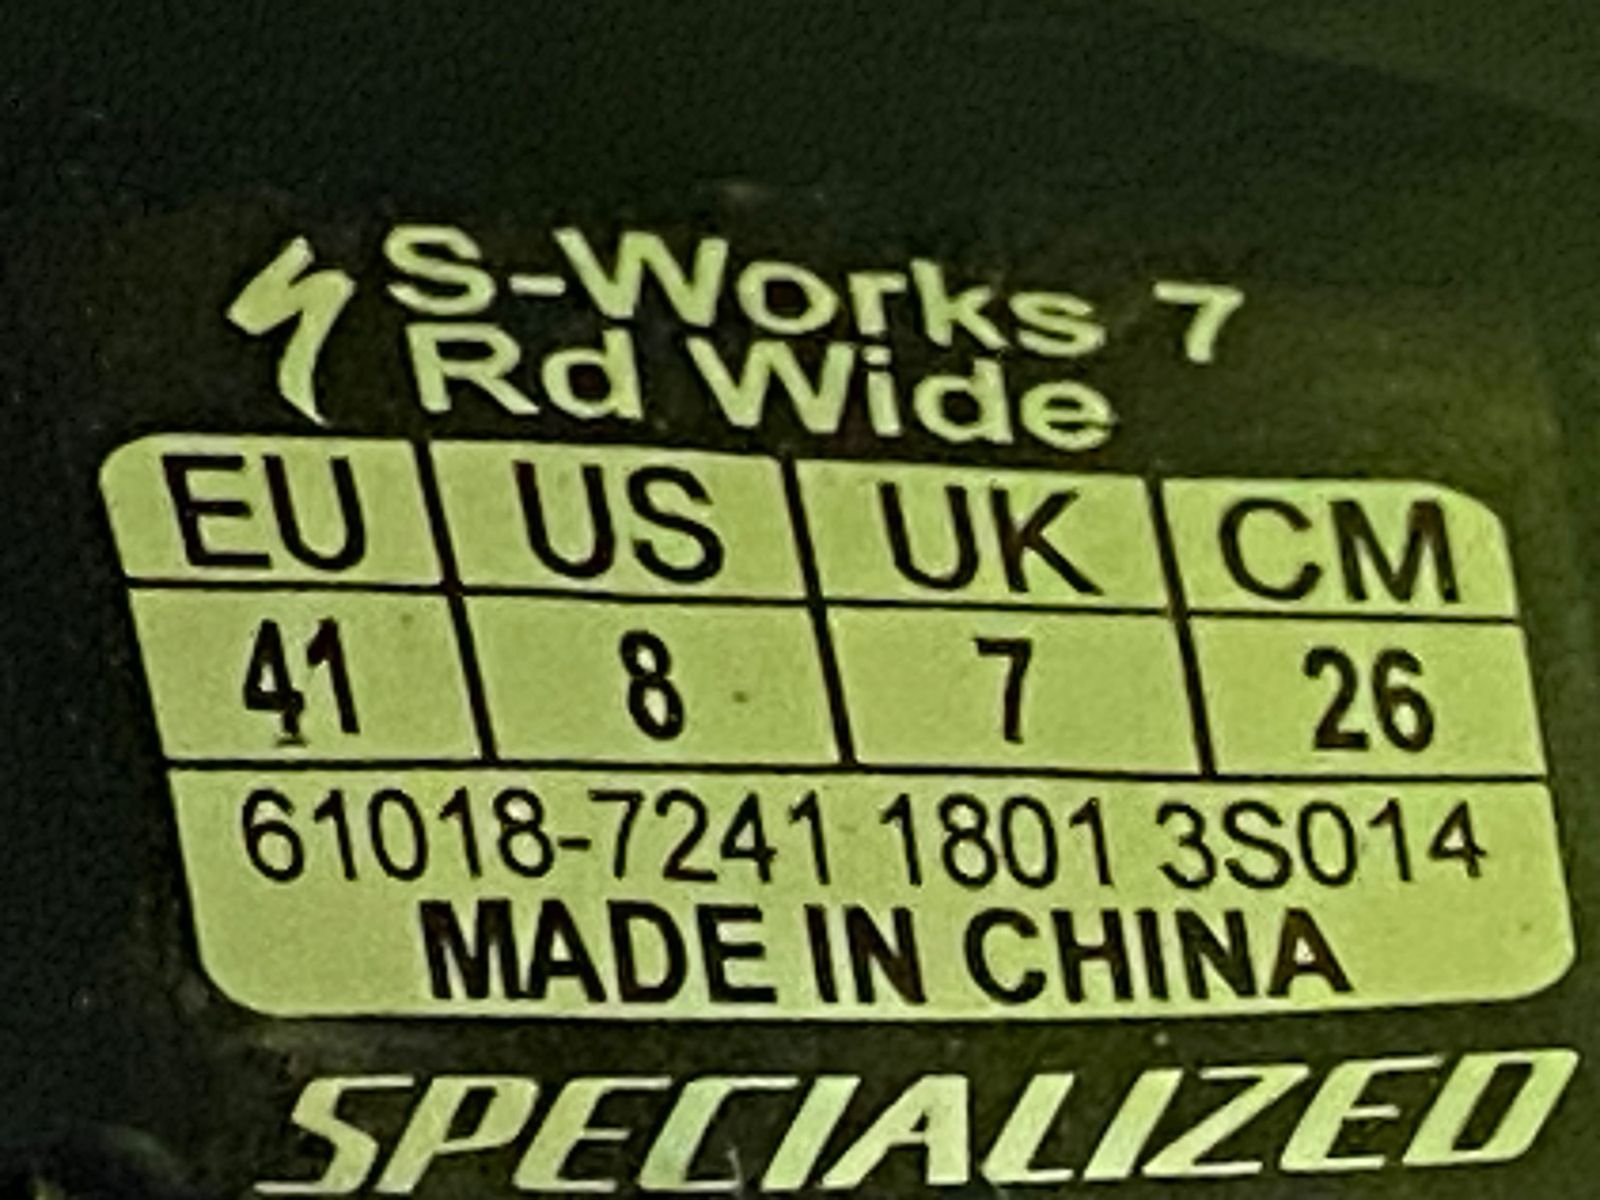 S-Works 7
Rd Wide
EU US UK CM
41 8 7 26
61018-7241 1801 3S014
MADE IN CHINA
SPECIALIZED